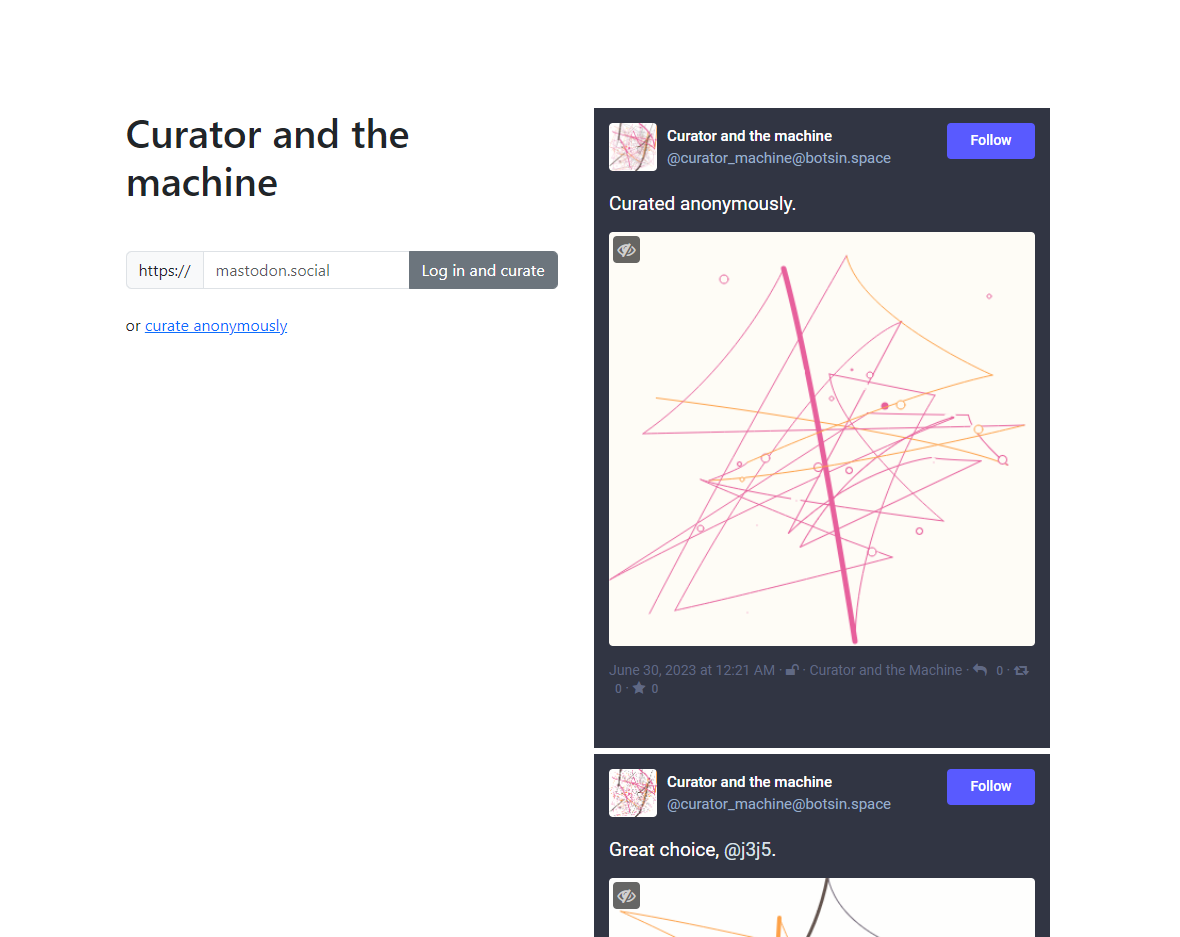 Curator and the
machine
https://
mastodon.social
Log in and curate
or curate anonymously
Curator and the machine
@curator_machine@botsin.space
Follow
Curated anonymously.
June 30, 2023 at 12:21 AM · · Curator and the Machine · 0 ·
0 · 0
Curator and the machine
@curator_machine@botsin.space
Follow
Great choice, @j3j5.